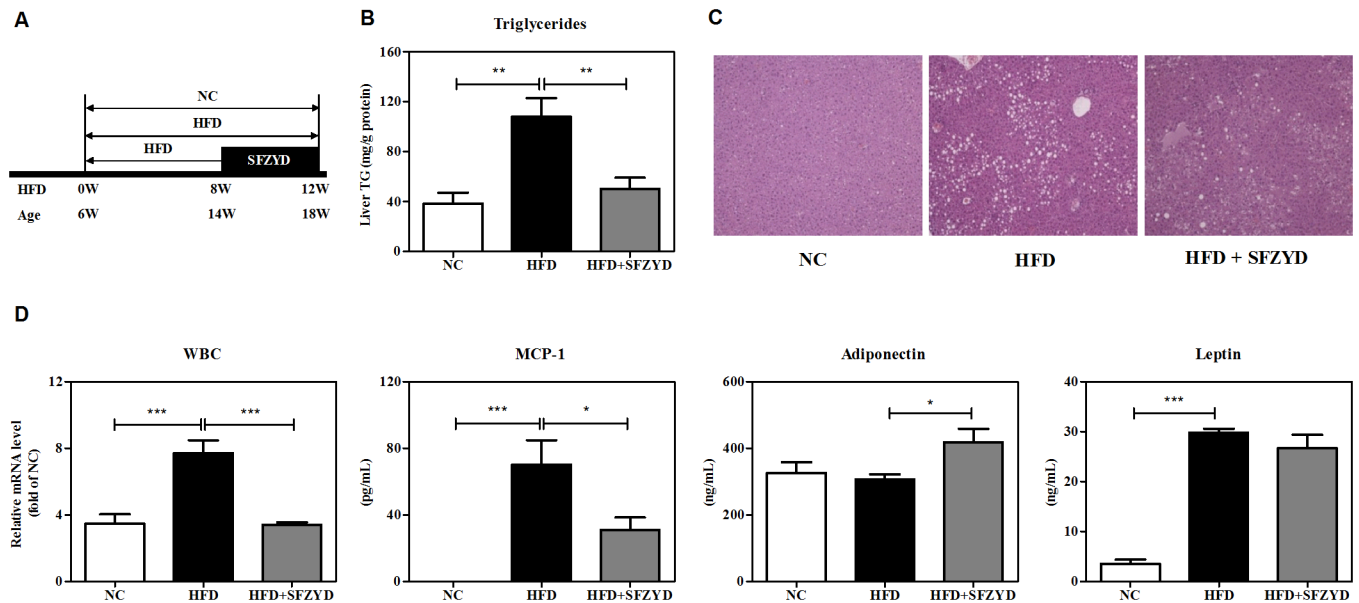 A
NC
HFD
HFD
SFZYD
HFD 0W 8W 12W
Age 6W 14W 18W
B
Triglycerides
Liver TG (mg/g protein)
160
120
80
40
0
** **
NC HFD HFD+SFZYD
C
NC HFD HFD + SFZYD
D
WBC
Relative mRNA level
(fold of NC)
12
8
4
0
*** ***
NC HFD HFD+SFZYD
MCP-1
(pg/mL)
120
80
40
0
*** *
NC HFD HFD+SFZYD
Adiponectin
(ng/mL)
600
400
200
0
*
NC HFD HFD+SFZYD
Leptin
(ng/mL)
40
30
20
10
0
***
NC HFD HFD+SFZYD